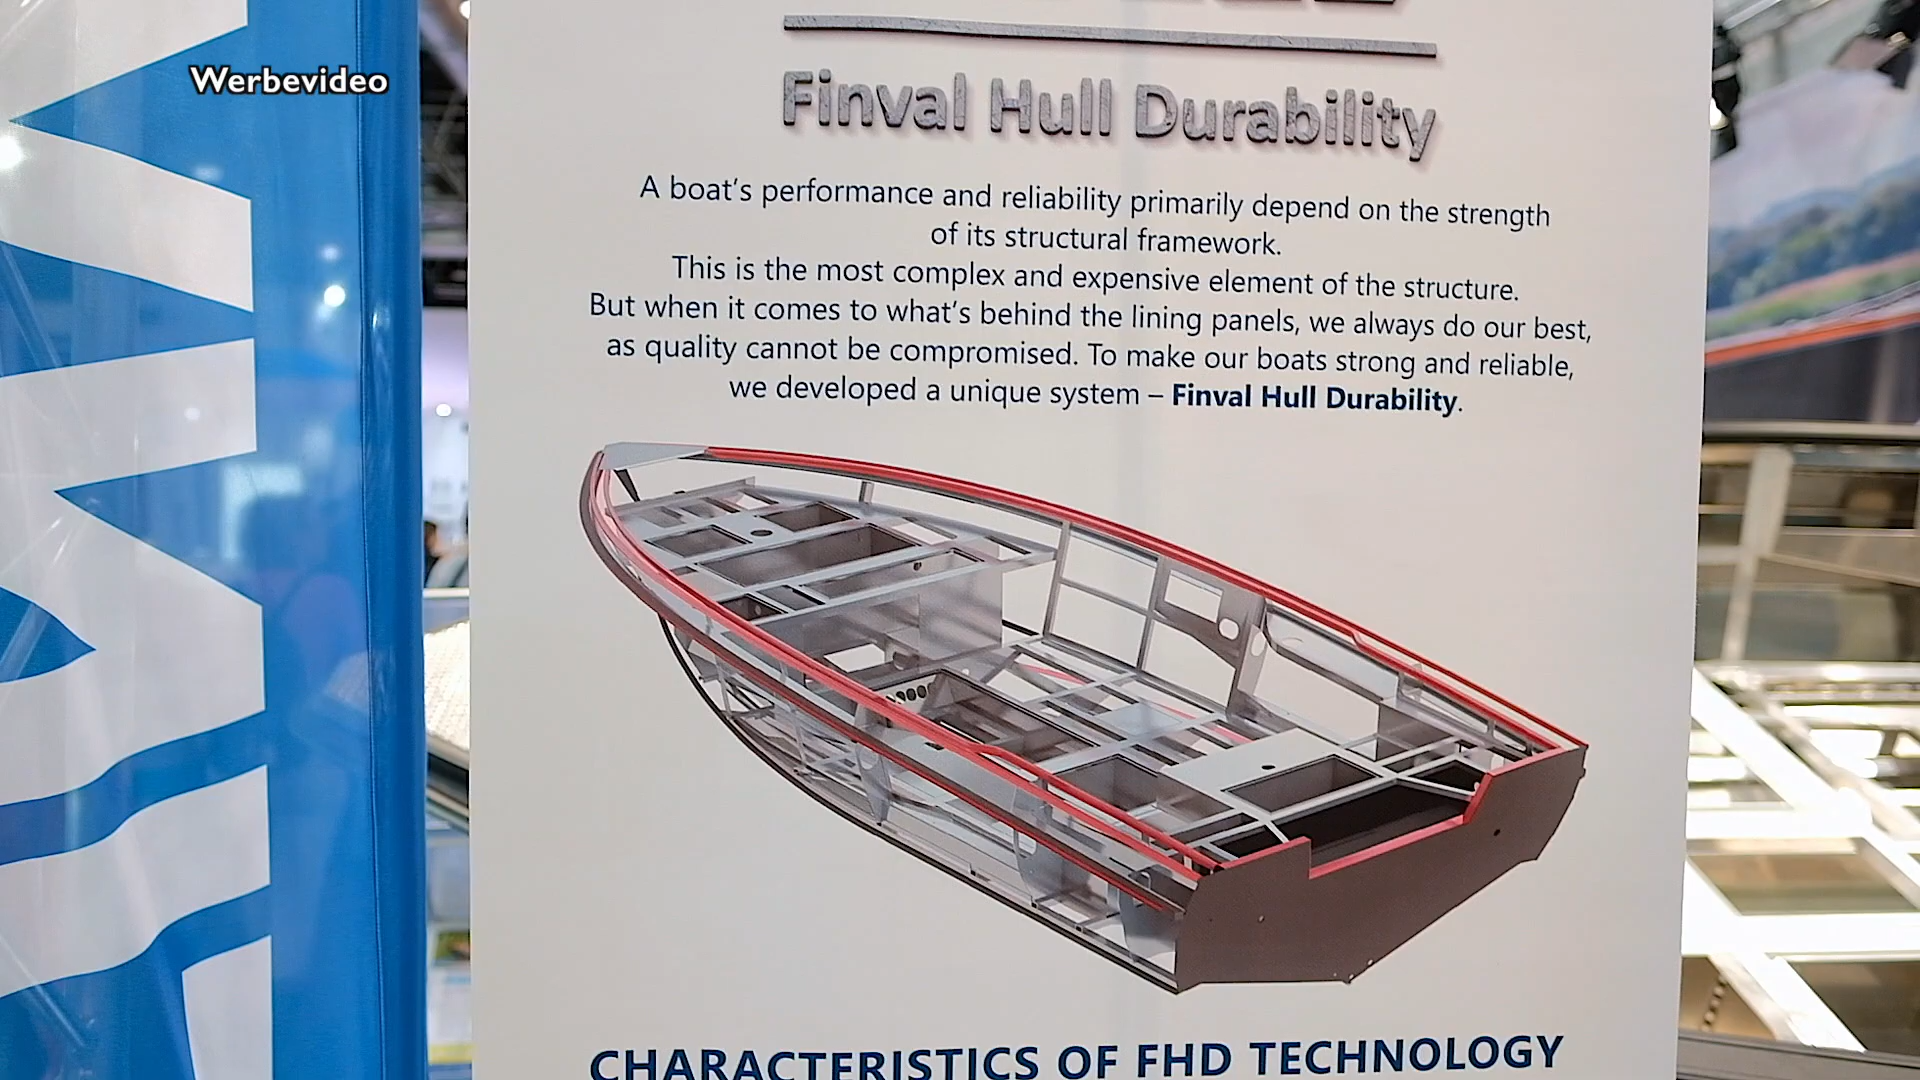 Werbevideo
Finval Hull Durability
A boat's performance and reliability primarily depend on the strength
of its structural framework.
This is the most complex and expensive element of the structure.
But when it comes to what's behind the lining panels, we always do our best,
as quality cannot be compromised. To make our boats strong and reliable,
we developed a unique system – Finval Hull Durability.
CHARACTERISTICS OF FHD TECHNOLOGY